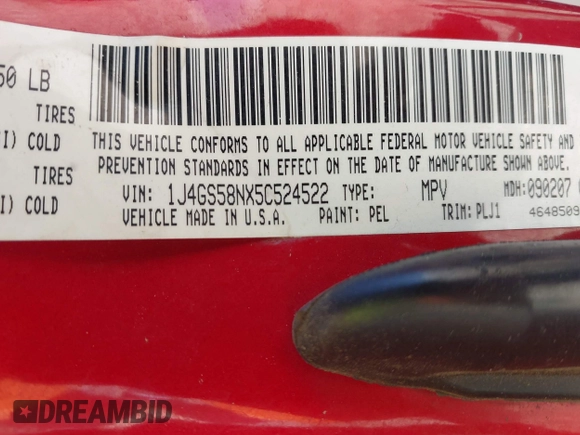 50 LB
TIRES
I) COLD
TIRES
I) COLD
THIS VEHICLE CONFORMS TO ALL APPLICABLE FEDERAL MOTOR VEHICLE SAFETY AND
PREVENTION STANDARDS IN EFFECT ON THE DATE OF MANUFACTURE SHOWN ABOVE.
VIN: 1J4GS58NX5C524522 TYPE: MPV MDH:090207
VEHICLE MADE IN U.S.A. PAINT: PEL TRIM: PLJ1
4648509
DREAMBID